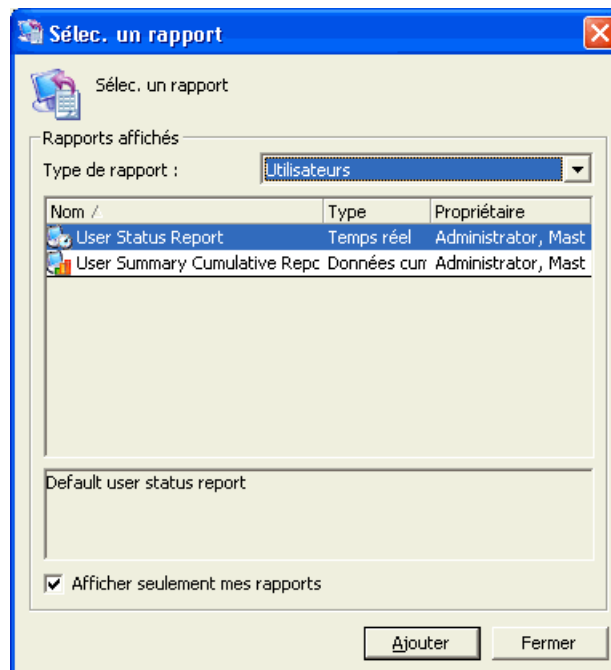 Sélec. un rapport
Sélec. un rapport
Rapports affichés
Type de rapport : Utilisateurs
Nom Type Propriétaire
User Status Report Temps réel Administrator, Mast
User Summary Cumulative Repc Données cum Administrator, Mast
Default user status report
Afficher seulement mes rapports
Ajouter Fermer